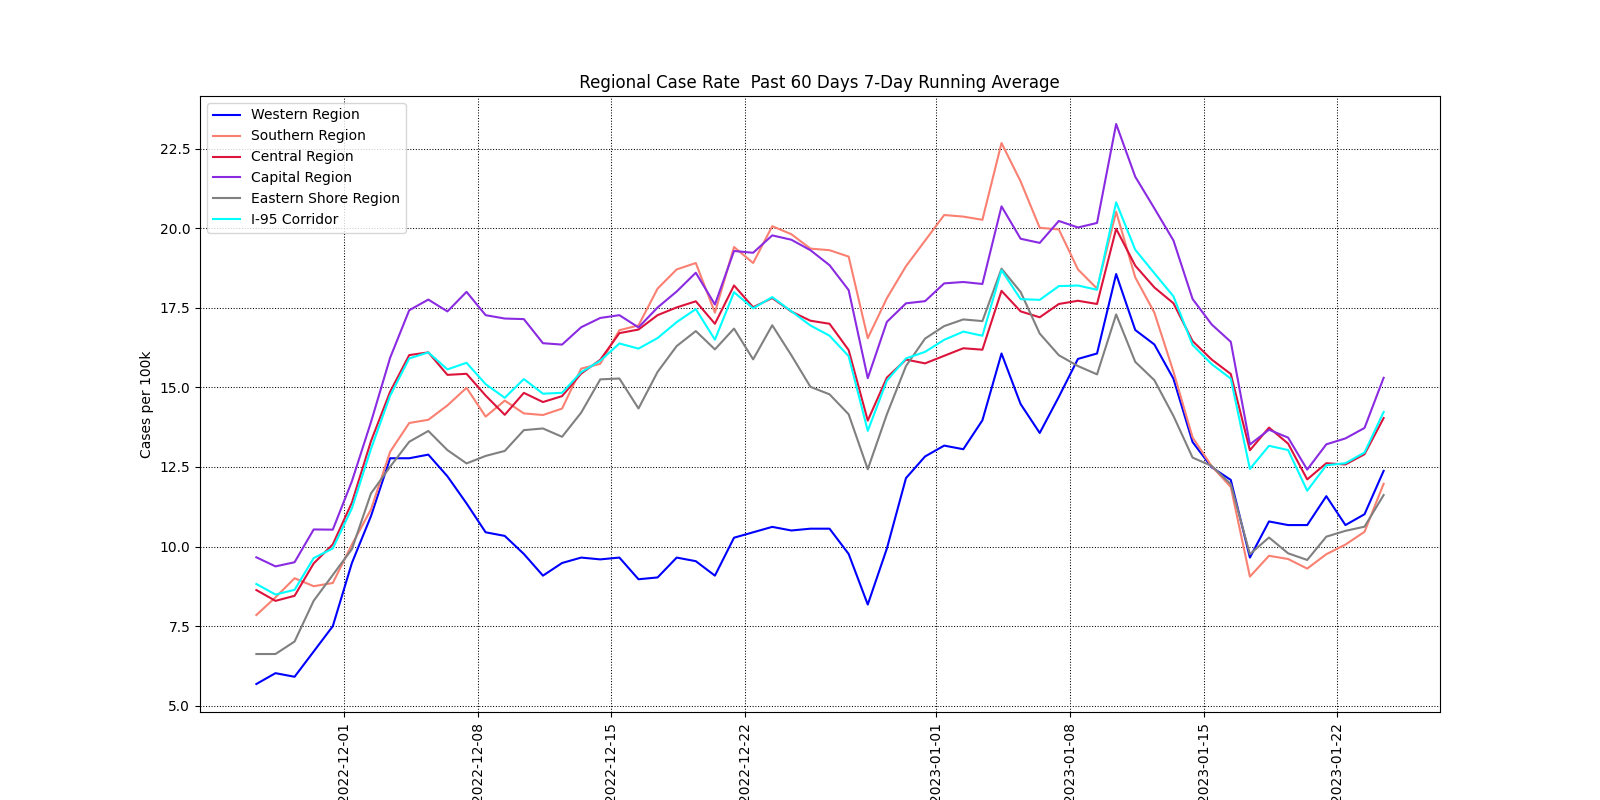 Regional Case Rate  Past 60 Days 7-Day Running Average
Western Region
Southern Region
Central Region
Capital Region
Eastern Shore Region
I-95 Corridor
Cases per 100k
22.5
20.0
17.5
15.0
12.5
10.0
7.5
5.0
2022-12-01
2022-12-08
2022-12-15
2022-12-22
2023-01-01
2023-01-08
2023-01-15
2023-01-22